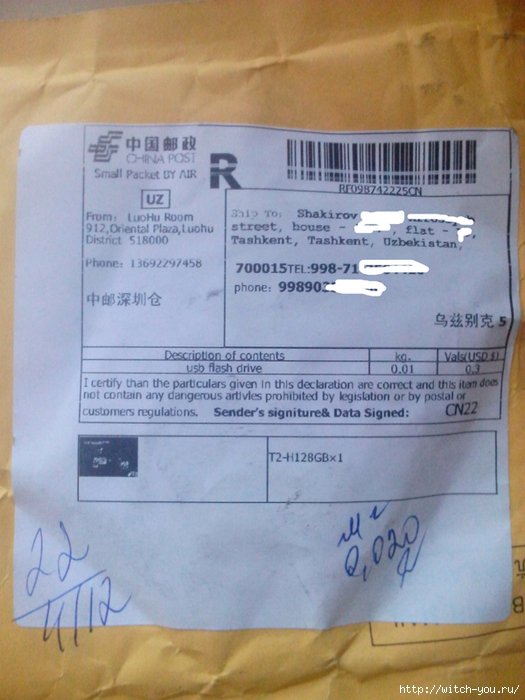 中国邮政
CHINA POST
Small Packet BY AIR
R
RF098742225CN
UZ
From: LuoHu Room
912,Oriental Plaza,Luohu
District 518000
Phone: 13692297458
中邮深圳仓
Ship To: Shakirov
street, house - , flat -
Tashkent, Tashkent, Uzbekistan,
700015TEL:998-71
phone: 998902
乌兹别克 5
Description of contents kg. Vals(USD $)
usb flash drive 0.01 0.3
I certify than the particulars given in this declaration are correct and this item does
not contain any dangerous artivles prohibited by legislation or by postal or
customers regulations. Sender's signiture& Data Signed: CN22
T2-H128GB×1
22
4/12
0,020
http://witch-you.ru/